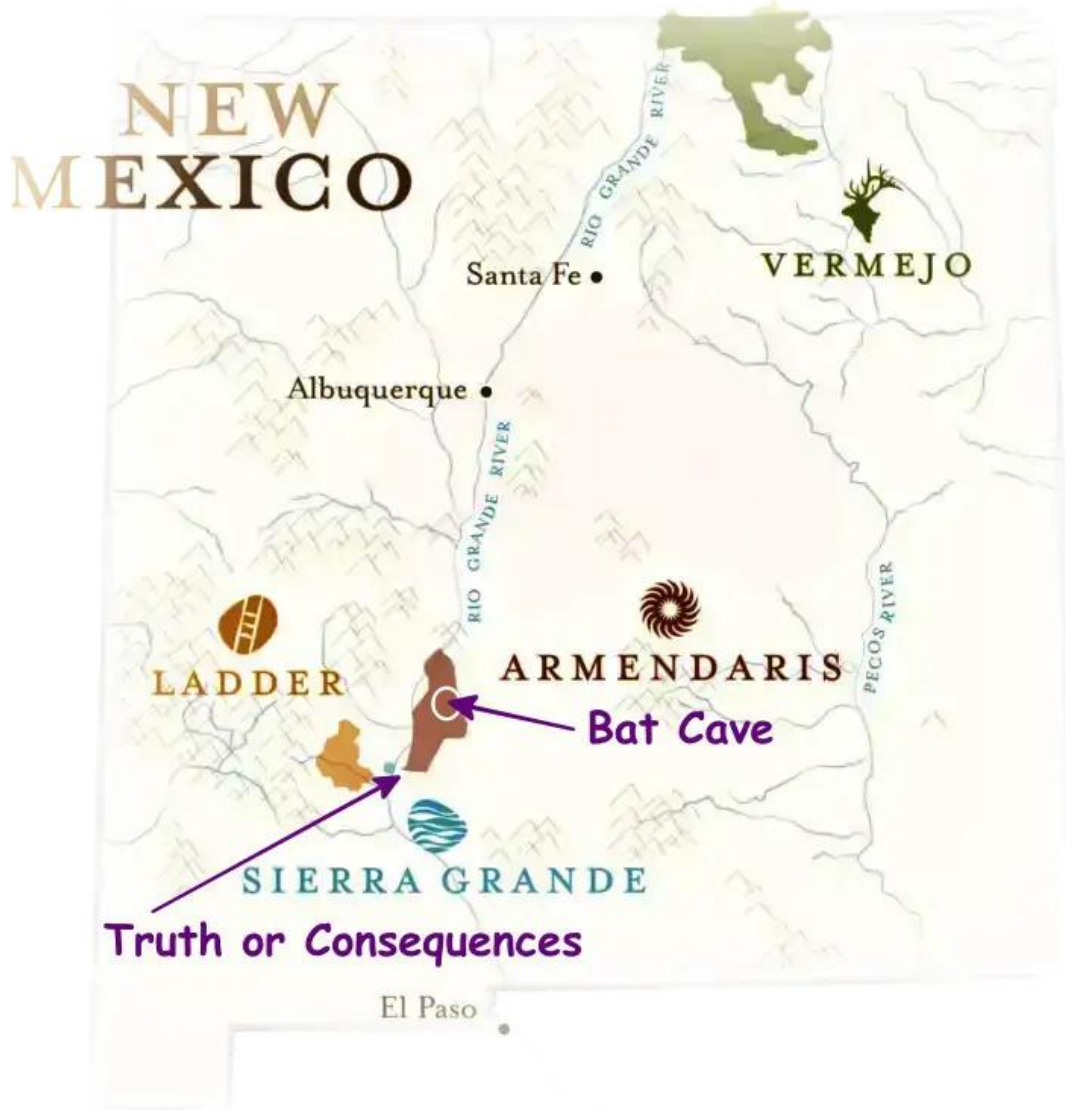 NEW
MEXICO
RIO GRANDE RIVER
VERMEJO
Santa Fe
Albuquerque
RIO GRANDE RIVER
PECOS RIVER
LADDER
ARMENDARIS
Bat Cave
SIERRA GRANDE
Truth or Consequences
El Paso